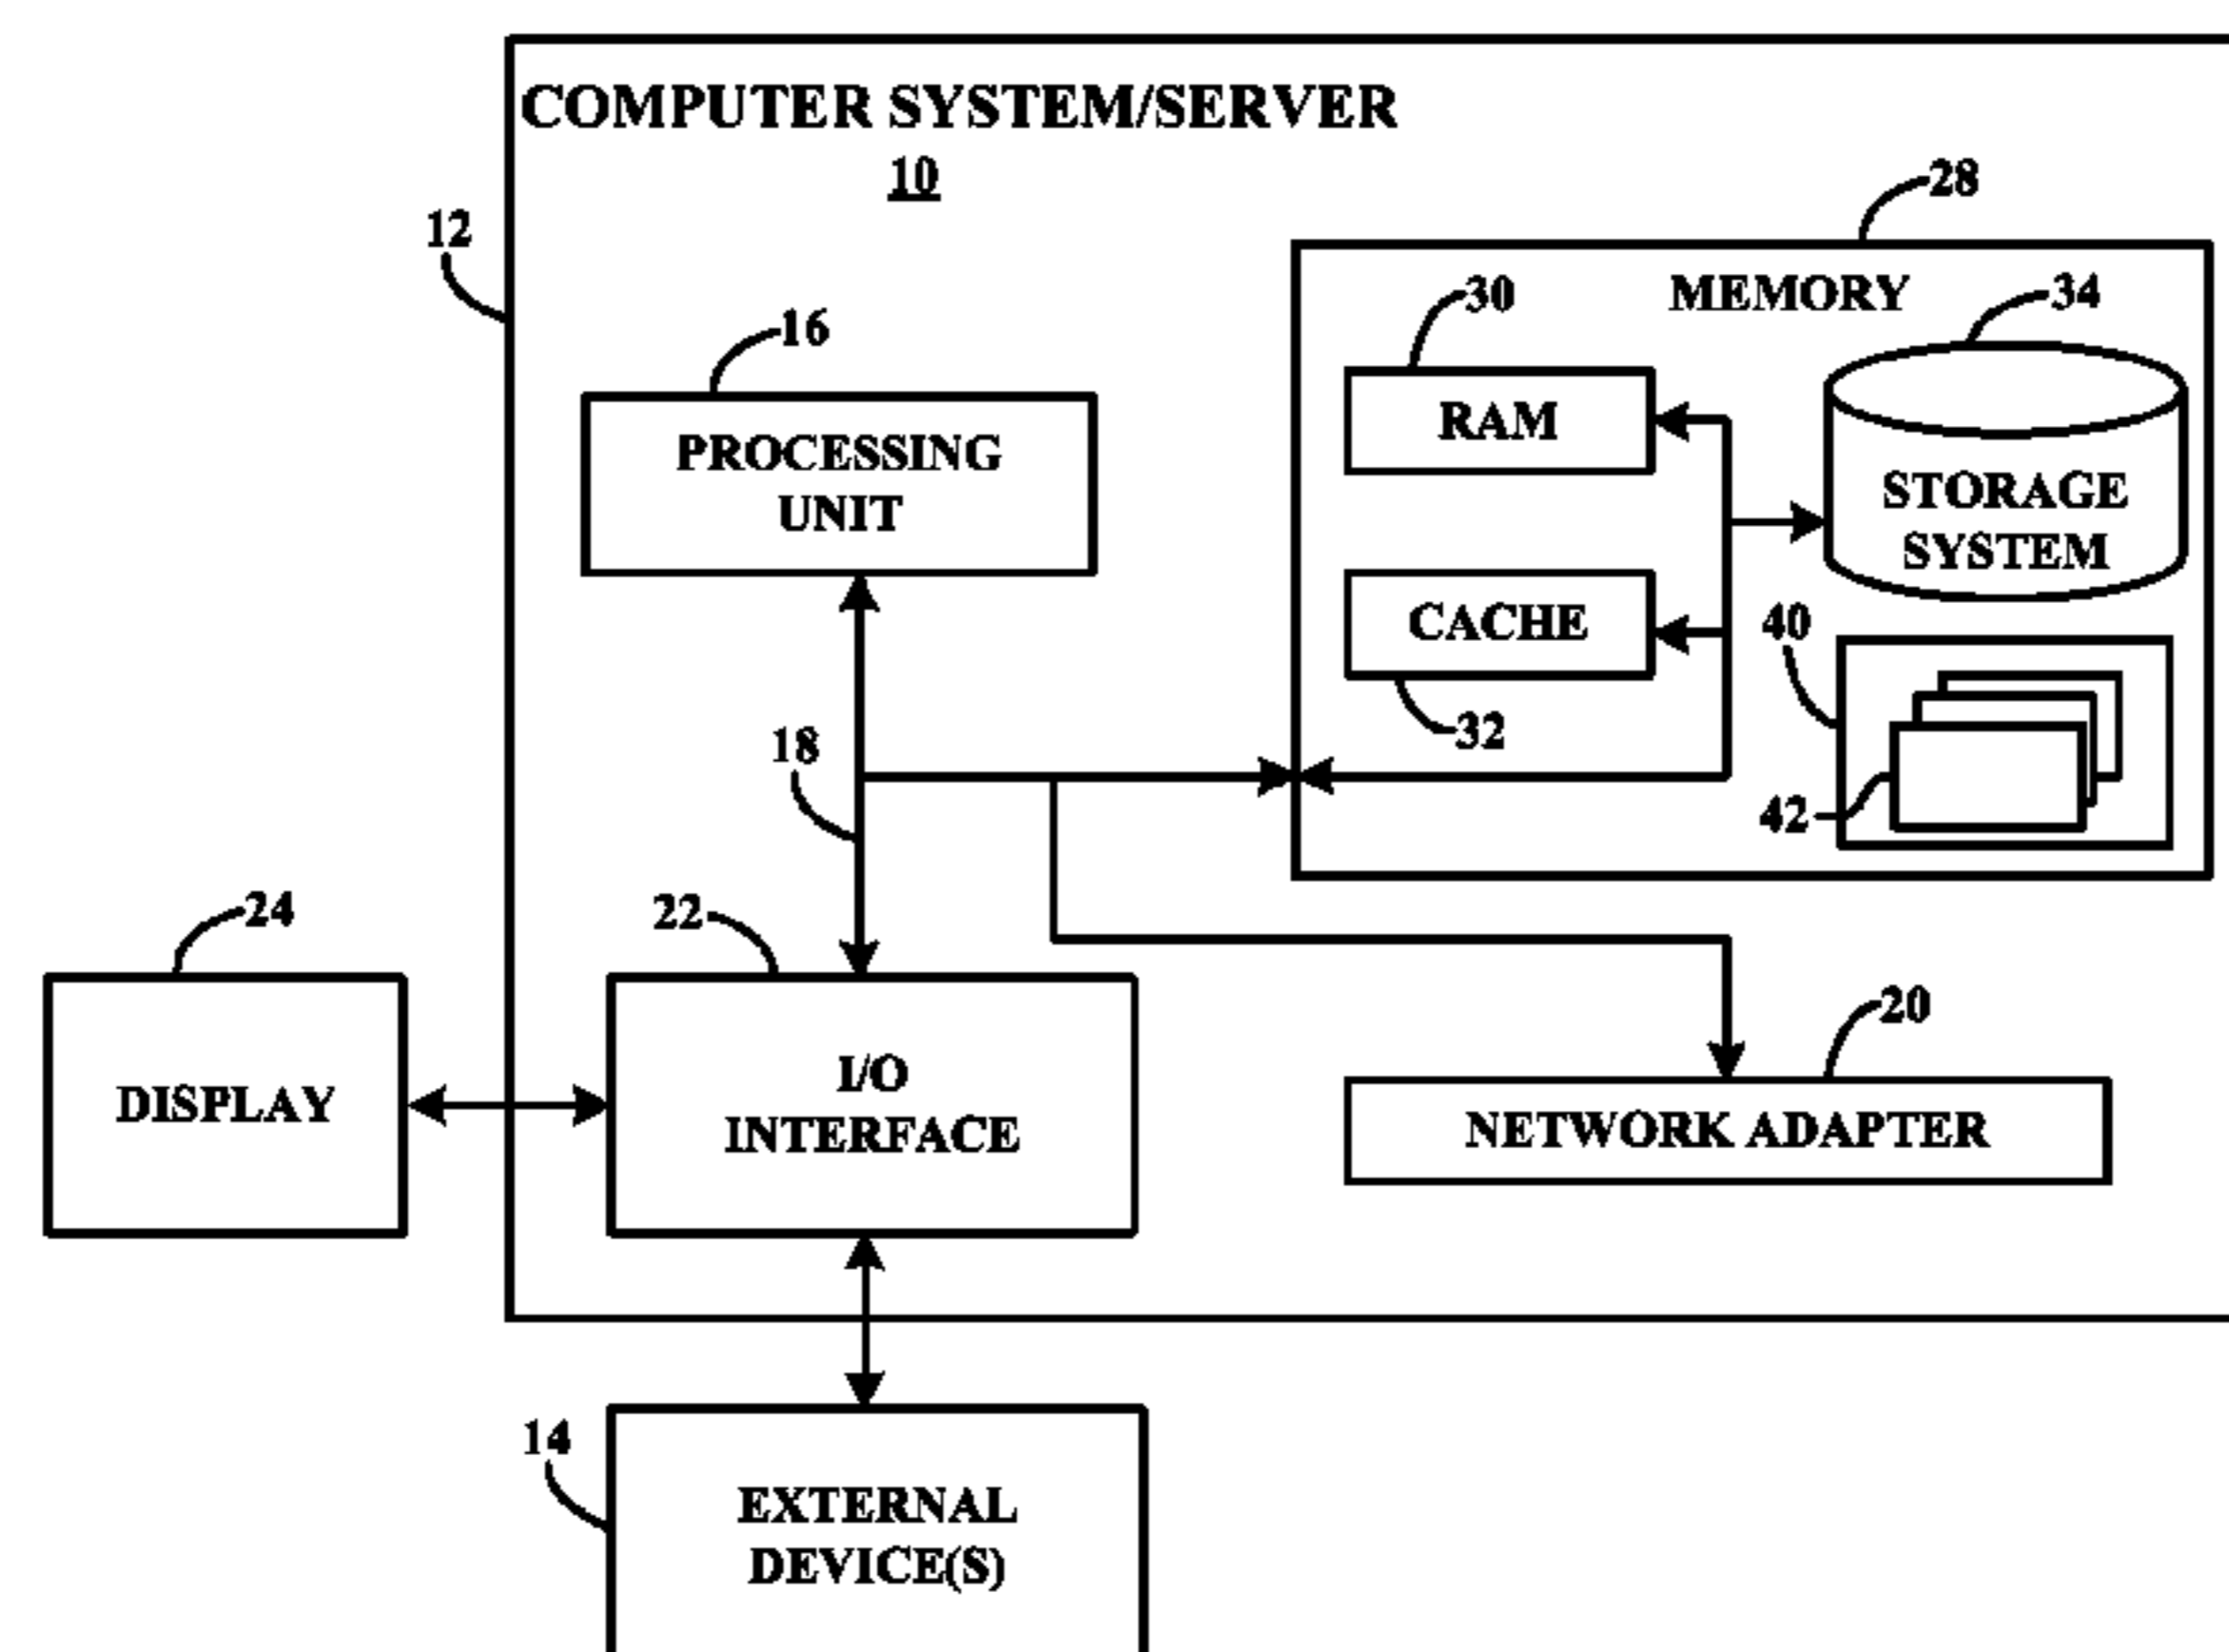 COMPUTER SYSTEM/SERVER
10
12
28
MEMORY
30
34
16
RAM
PROCESSING
UNIT
STORAGE
SYSTEM
CACHE
40
32
18
42
24
22
20
DISPLAY
I/O
INTERFACE
NETWORK ADAPTER
14
EXTERNAL
DEVICE(S)